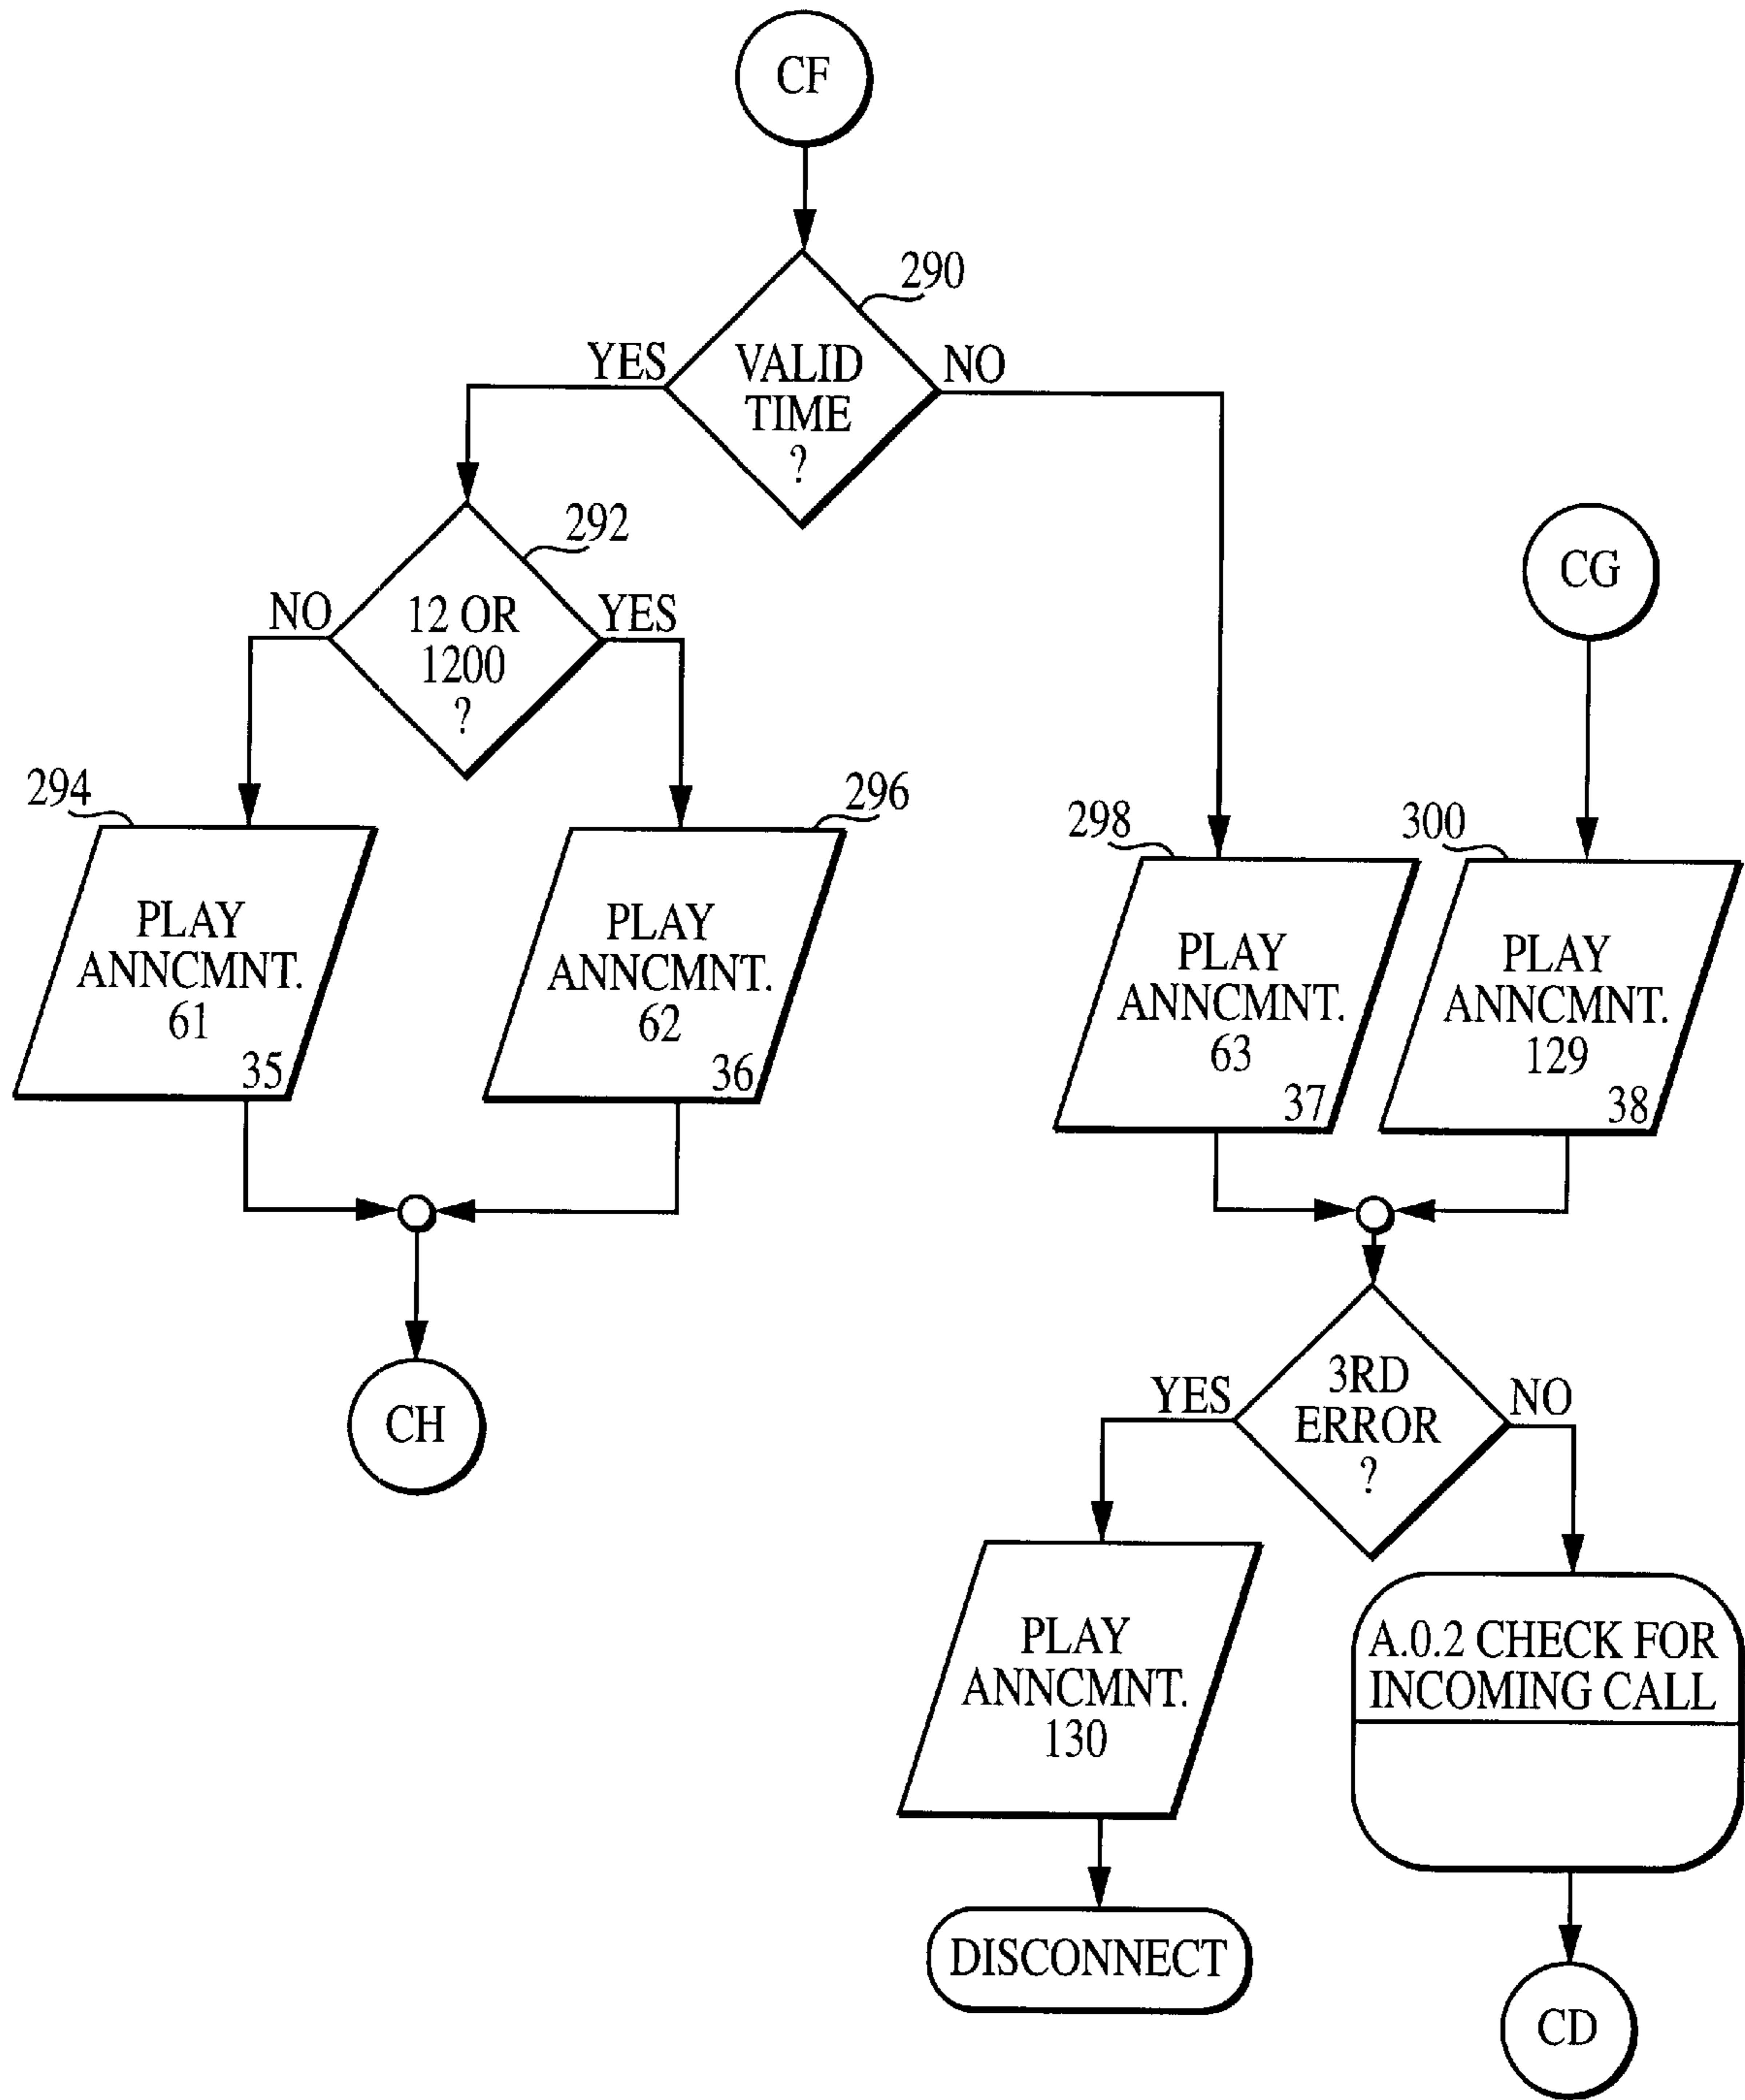 CF
290
YES
VALID
TIME
?
NO
292
NO
12 OR
1200
?
YES
CG
294
PLAY
ANNCMNT.
61
35
296
PLAY
ANNCMNT.
62
36
298
PLAY
ANNCMNT.
63
37
300
PLAY
ANNCMNT.
129
38
CH
YES
3RD
ERROR
?
NO
PLAY
ANNCMNT.
130
A.0.2 CHECK FOR
INCOMING CALL
DISCONNECT
CD